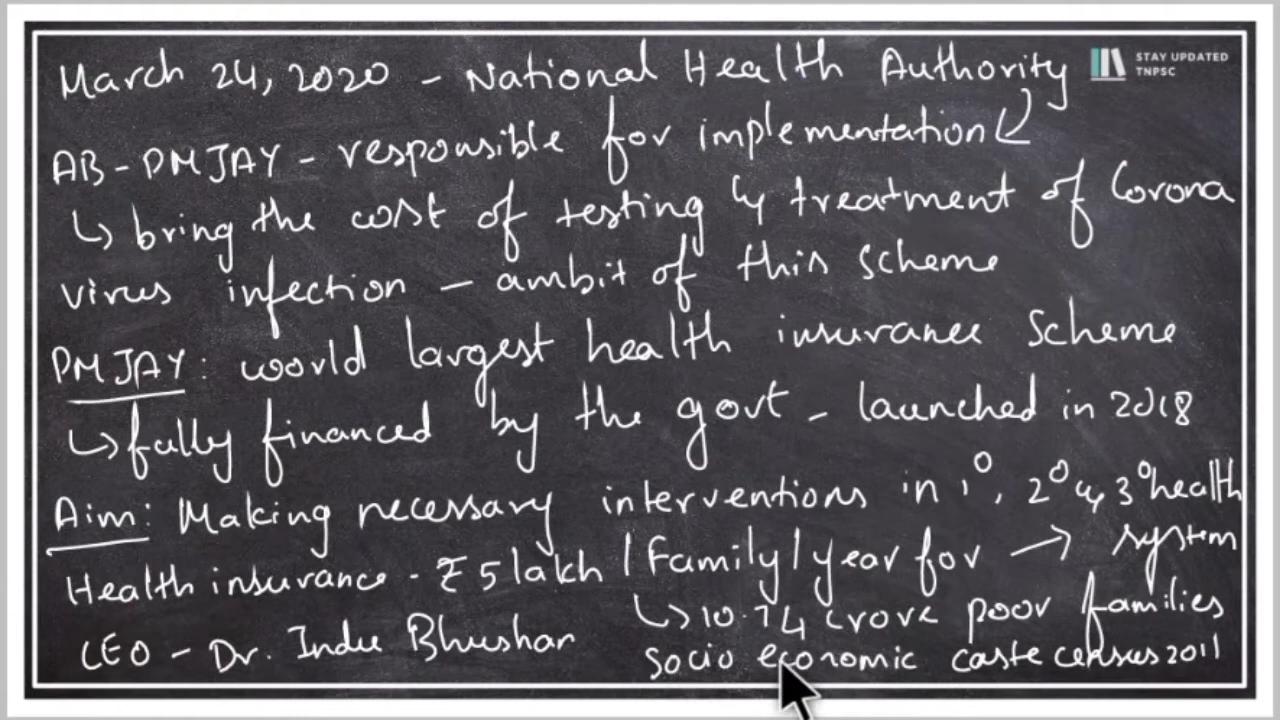 March 24, 2020 - National Health Authority
STAY UPDATED
TNPSC
AB-PMJAY - responsible for implementation
↳ bring the cost of testing & treatment of Corona
virus infection - ambit of this scheme
PMJAY: world largest health insurance scheme
↳ fully financed by the govt - launched in 2018
Aim: Making necessary interventions in 1°, 2° & 3° health
→ system
Health insurance - ₹5 lakh / Family / year for
↳ 10.74 crore poor families
CEO - Dr. Indu Bhushan
Socio economic caste census 2011